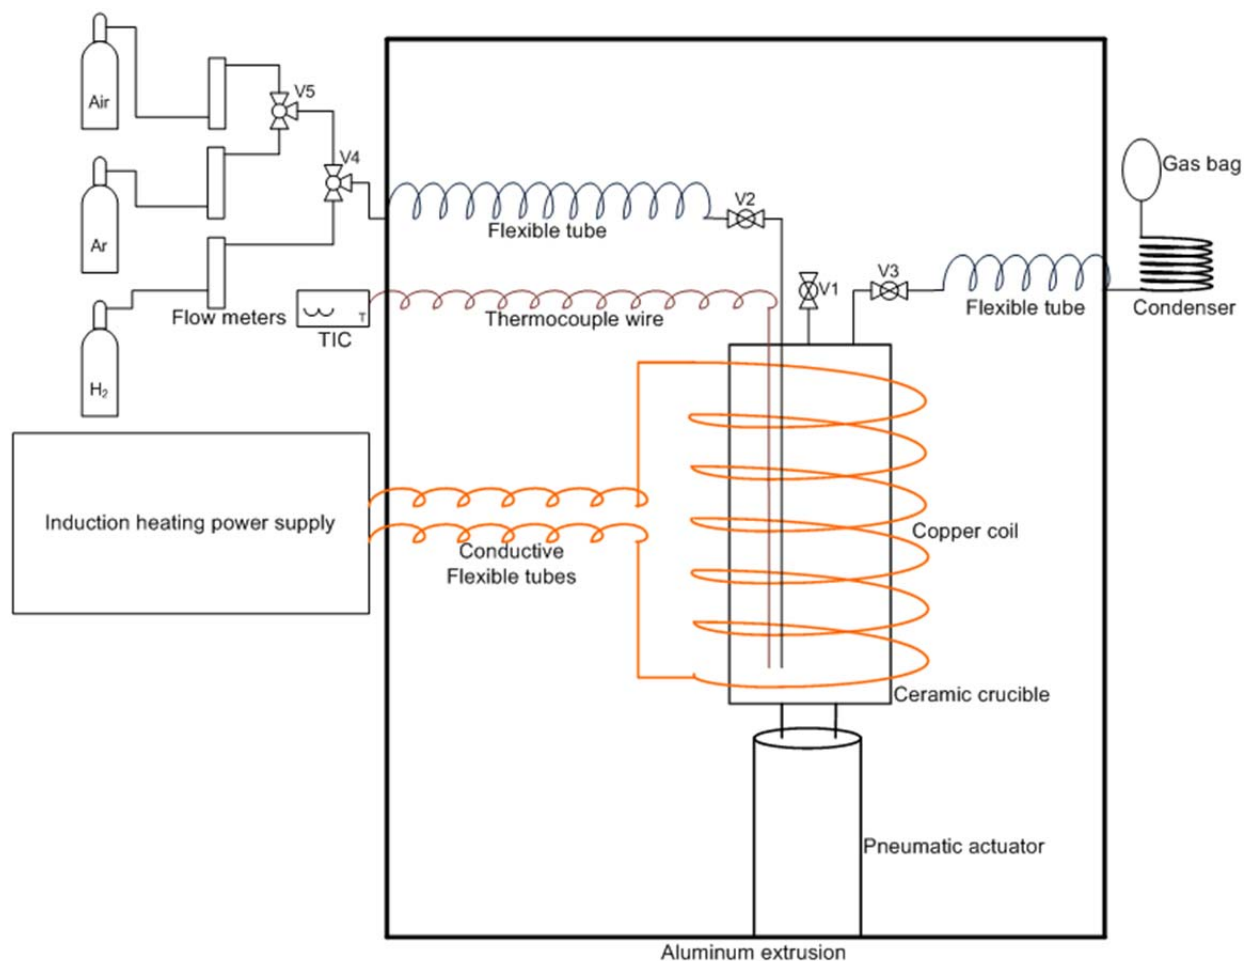 Air
V5
V4
Ar
Flexible tube
V2
Gas bag
V1
V3
Flow meters
T
TIC
Thermocouple wire
Flexible tube
Condenser
H2
Induction heating power supply
Conductive
Flexible tubes
Copper coil
Ceramic crucible
Pneumatic actuator
Aluminum extrusion